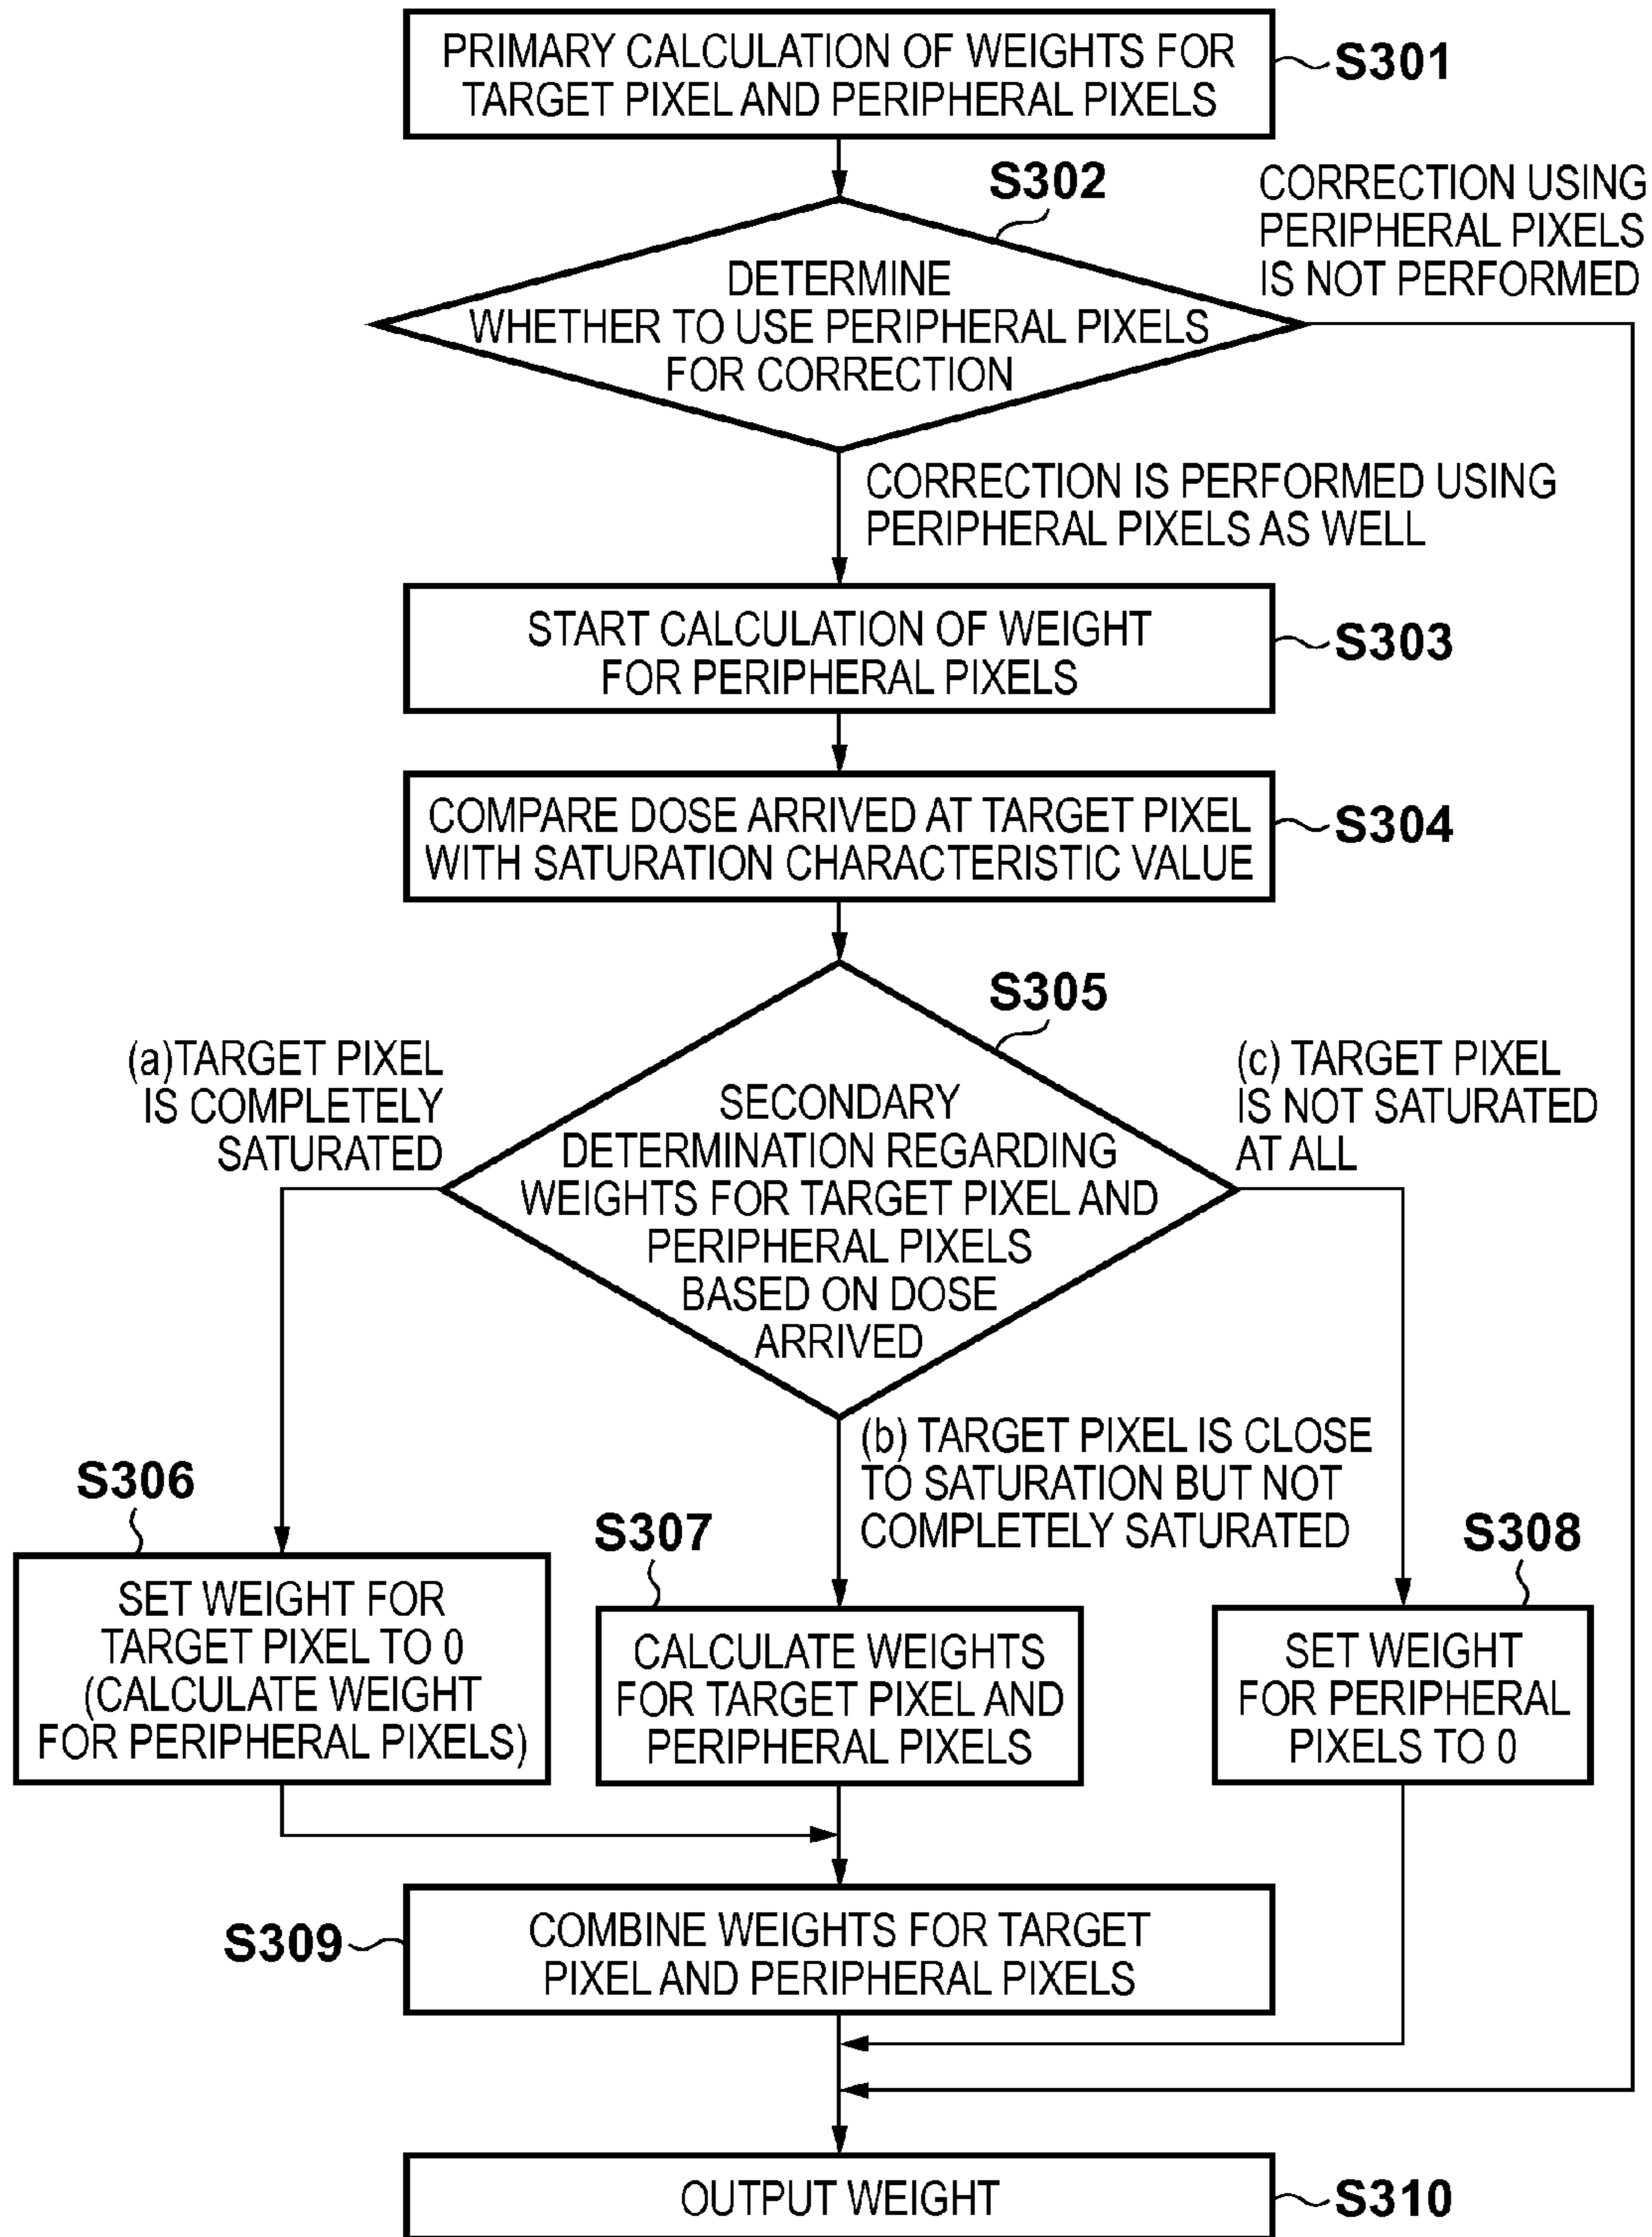 PRIMARY CALCULATION OF WEIGHTS FOR
TARGET PIXEL AND PERIPHERAL PIXELS
S301
S302
CORRECTION USING
PERIPHERAL PIXELS
IS NOT PERFORMED
DETERMINE
WHETHER TO USE PERIPHERAL PIXELS
FOR CORRECTION
CORRECTION IS PERFORMED USING
PERIPHERAL PIXELS AS WELL
START CALCULATION OF WEIGHT
FOR PERIPHERAL PIXELS
S303
COMPARE DOSE ARRIVED AT TARGET PIXEL
WITH SATURATION CHARACTERISTIC VALUE
S304
S305
(a)TARGET PIXEL
IS COMPLETELY
SATURATED
SECONDARY
DETERMINATION REGARDING
WEIGHTS FOR TARGET PIXEL AND
PERIPHERAL PIXELS
BASED ON DOSE
ARRIVED
(c) TARGET PIXEL
IS NOT SATURATED
AT ALL
(b) TARGET PIXEL IS CLOSE
TO SATURATION BUT NOT
COMPLETELY SATURATED
S306
SET WEIGHT FOR
TARGET PIXEL TO 0
(CALCULATE WEIGHT
FOR PERIPHERAL PIXELS)
S307
CALCULATE WEIGHTS
FOR TARGET PIXEL AND
PERIPHERAL PIXELS
S308
SET WEIGHT
FOR PERIPHERAL
PIXELS TO 0
S309
COMBINE WEIGHTS FOR TARGET
PIXEL AND PERIPHERAL PIXELS
OUTPUT WEIGHT
S310